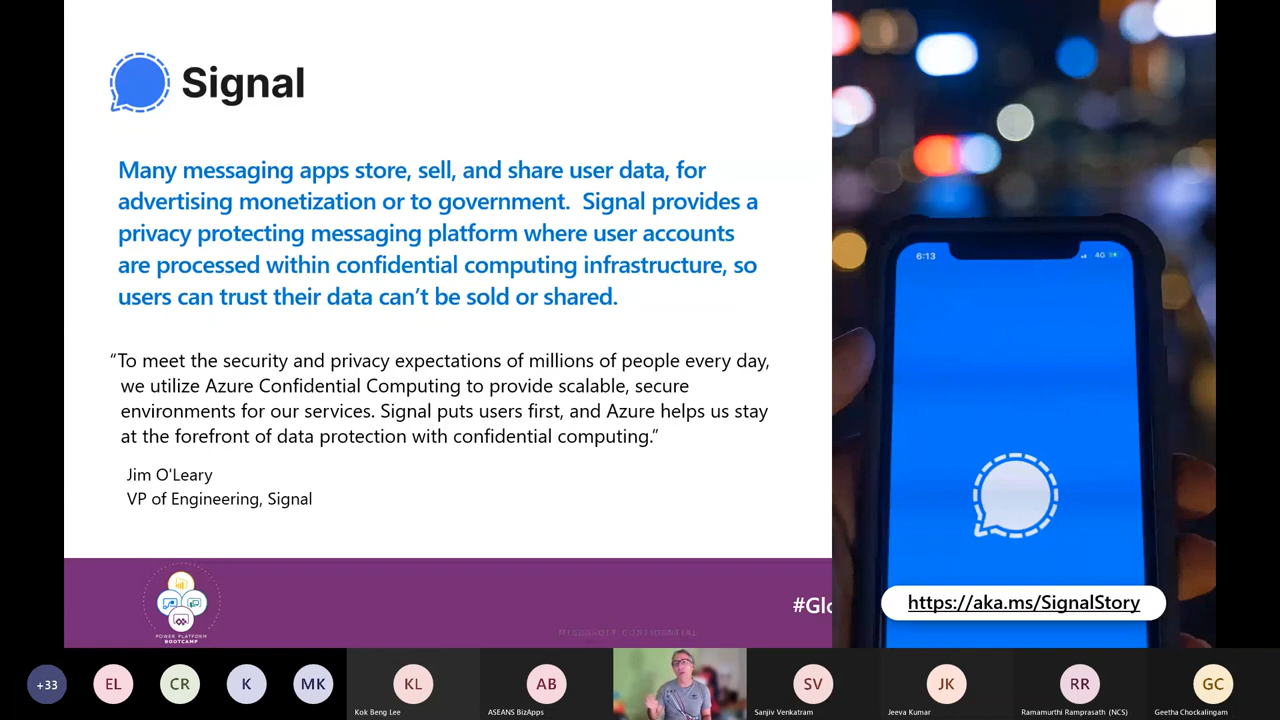 Signal
Many messaging apps store, sell, and share user data, for
advertising monetization or to government.  Signal provides a
privacy protecting messaging platform where user accounts
are processed within confidential computing infrastructure, so
users can trust their data can't be sold or shared.
“To meet the security and privacy expectations of millions of people every day,
we utilize Azure Confidential Computing to provide scalable, secure
environments for our services. Signal puts users first, and Azure helps us stay
at the forefront of data protection with confidential computing.”
Jim O'Leary
VP of Engineering, Signal
6:13
4G
https://aka.ms/SignalStory
#Glo
POWER PLATFORM
BOOTCAMP
MICROSOFT CONFIDENTIAL
+33
EL
CR
K
MK
KL
Kok Beng Lee
AB
ASEANS BizApps
SV
Sanjiv Venkatram
JK
Jeeva Kumar
RR
Ramamurthi Ramprasath (NCS)
GC
Geetha Chockalingam